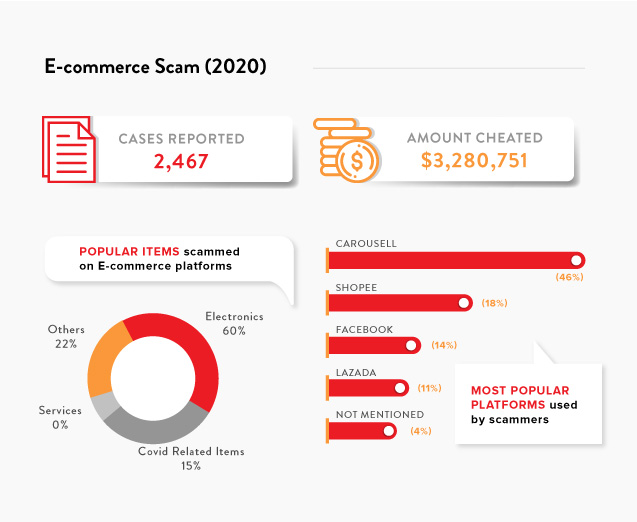 E-commerce Scam (2020)
CASES REPORTED
2,467
AMOUNT CHEATED
$3,280,751
POPULAR ITEMS scammed
on E-commerce platforms
Electronics
60%
Others
22%
Services
0%
Covid Related Items
15%
CAROUSELL
(46%)
SHOPEE
(18%)
FACEBOOK
(14%)
LAZADA
(11%)
NOT MENTIONED
(4%)
MOST POPULAR
PLATFORMS used
by scammers